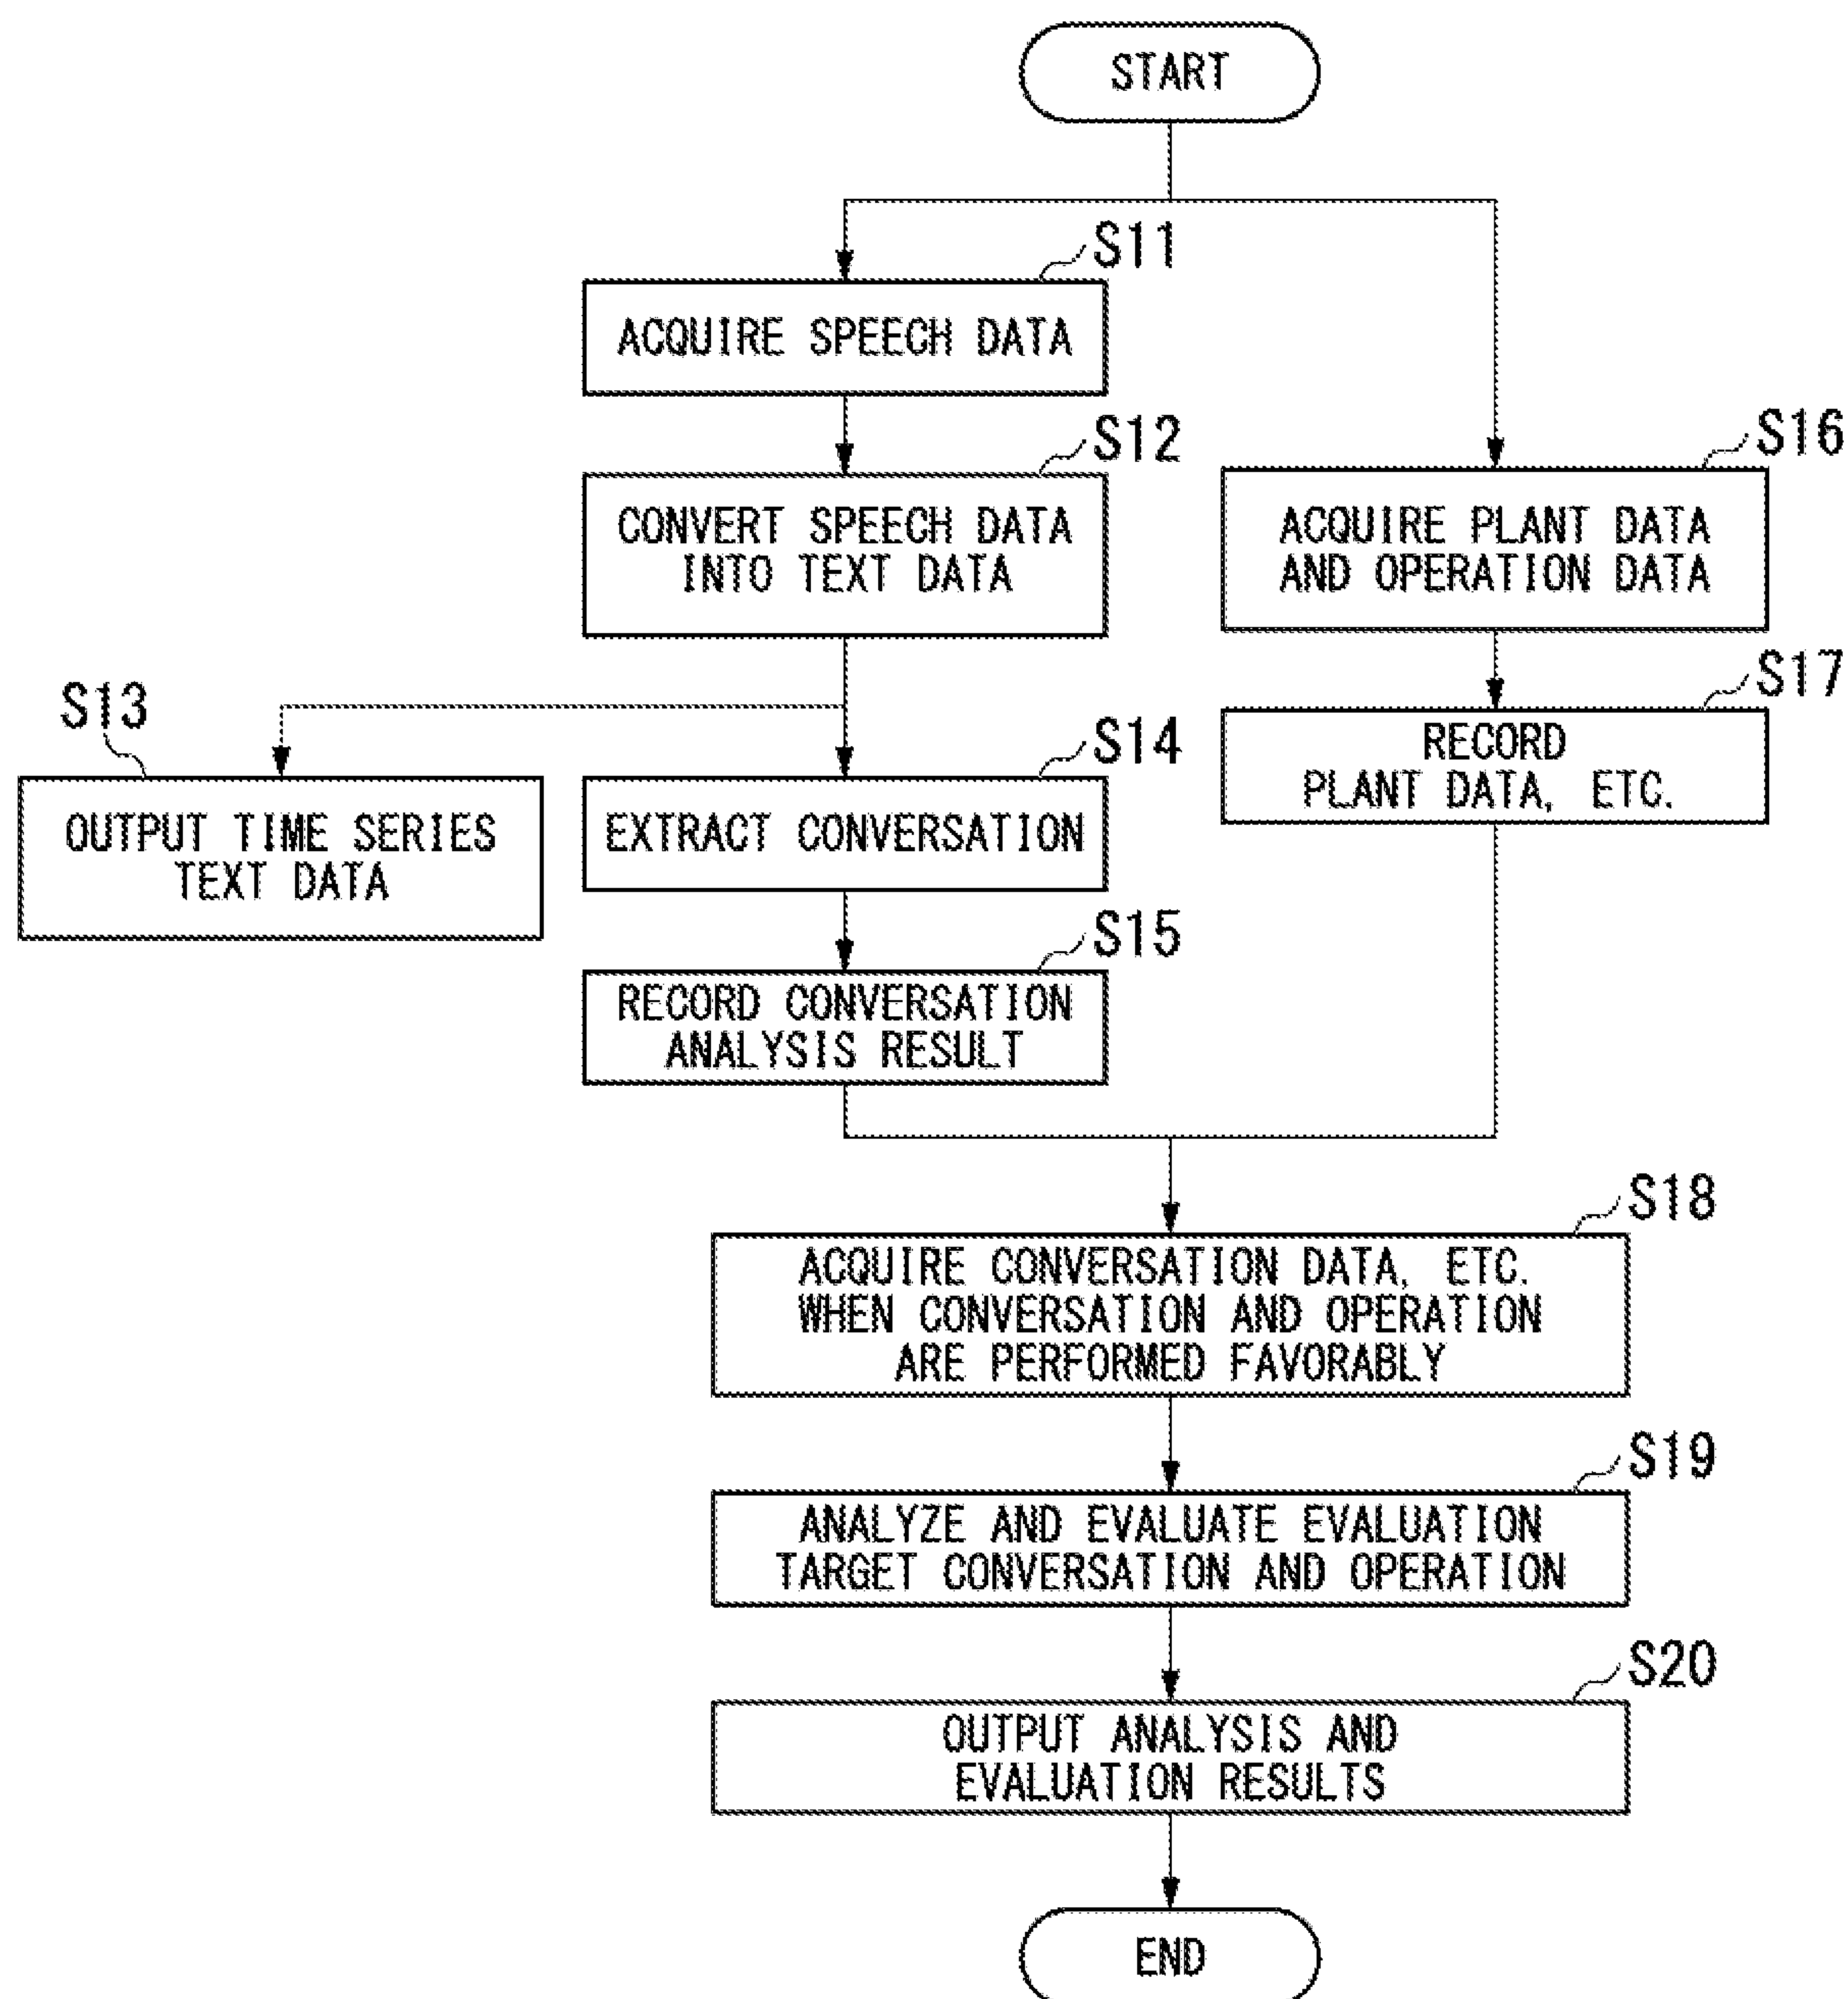 START
S11
ACQUIRE SPEECH DATA
S12
CONVERT SPEECH DATA
INTO TEXT DATA
S16
ACQUIRE PLANT DATA
AND OPERATION DATA
S13
OUTPUT TIME SERIES
TEXT DATA
S14
EXTRACT CONVERSATION
S17
RECORD
PLANT DATA, ETC.
S15
RECORD CONVERSATION
ANALYSIS RESULT
S18
ACQUIRE CONVERSATION DATA, ETC.
WHEN CONVERSATION AND OPERATION
ARE PERFORMED FAVORABLY
S19
ANALYZE AND EVALUATE EVALUATION
TARGET CONVERSATION AND OPERATION
S20
OUTPUT ANALYSIS AND
EVALUATION RESULTS
END